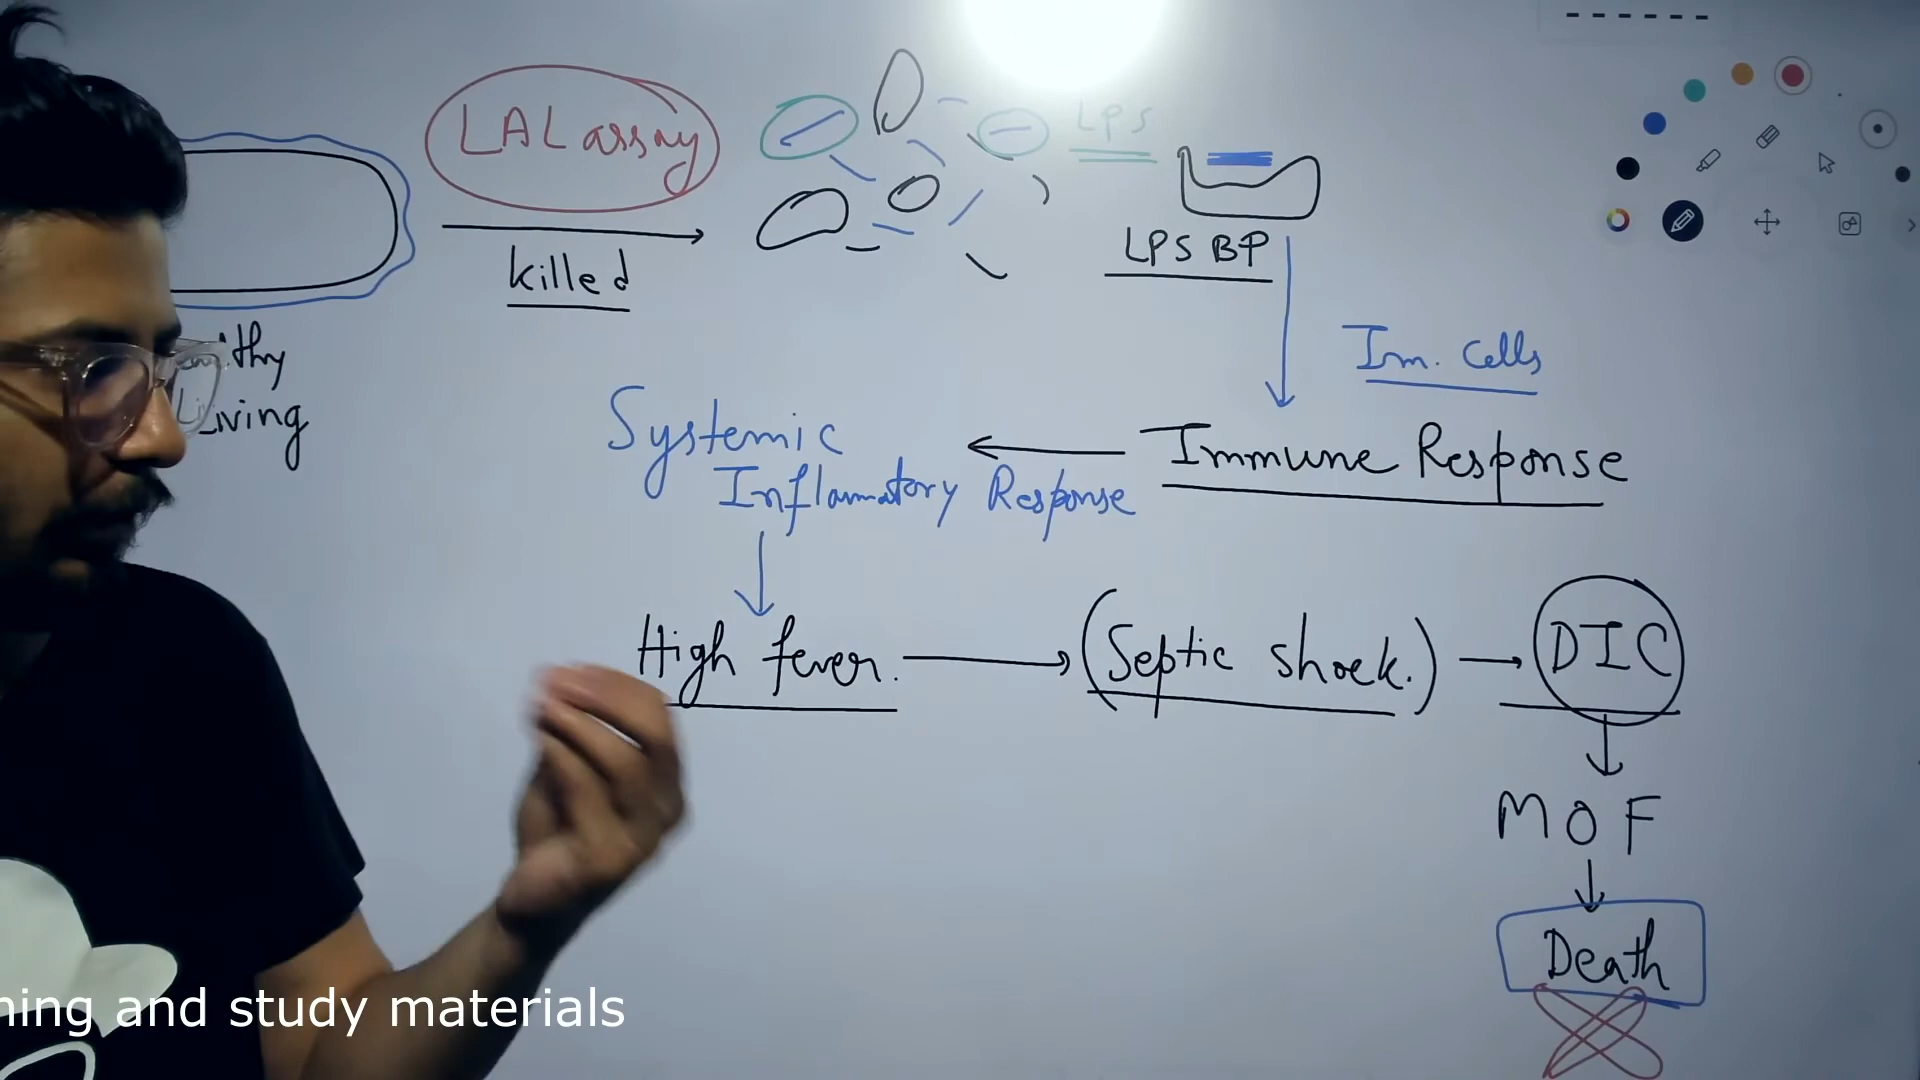 LAL assay
LPS
killed
LPS BP
Im. Cells
Living
Systemic
Inflammatory Response
Immune Response
High fever.
(Septic shock.)
DIC
MOF
Death
and study materials